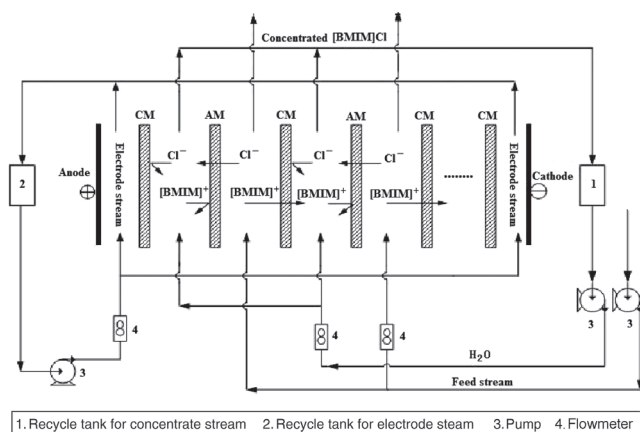 Concentrated [BMIM]Cl
CM AM CM AM CM CM
Electrode stream
Electrode stream
Cl⁻ Cl⁻ Cl⁻ Cl⁻
Anode
Cathode
2
1
[BMIM]⁺ [BMIM]⁺ [BMIM]⁺ [BMIM]⁺
3 3
4 4 4
H₂O
3
Feed stream
1. Recycle tank for concentrate stream 2. Recycle tank for electrode steam 3. Pump 4. Flowmeter